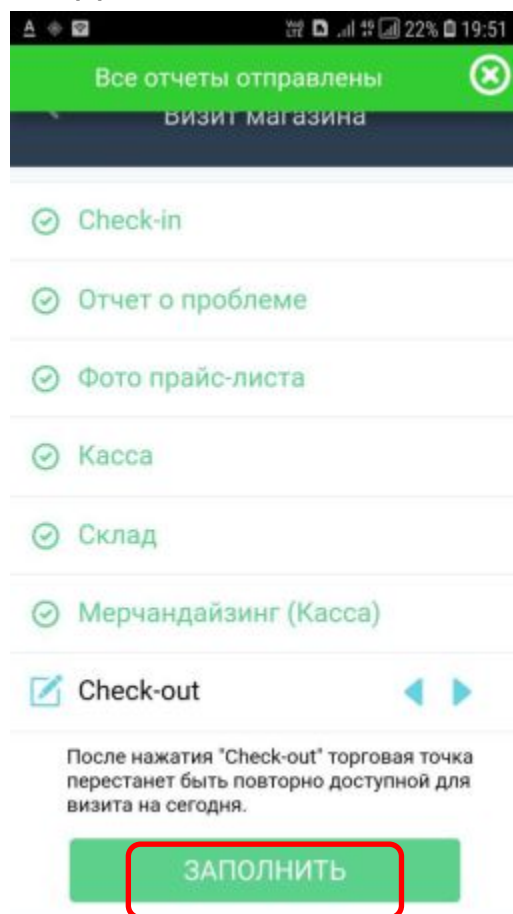 22% 19:51
Все отчеты отправлены
Визит магазина
Check-in
Отчет о проблеме
Фото прайс-листа
Касса
Склад
Мерчандайзинг (Касса)
Check-out
После нажатия "Check-out" торговая точка
перестанет быть повторно доступной для
визита на сегодня.
ЗАПОЛНИТЬ